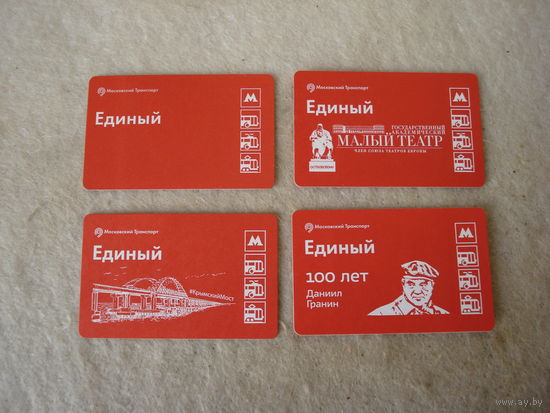 Московский Транспорт
Единый
М
Московский Транспорт
Единый
М
ГОСУДАРСТВЕННЫЙ
АКАДЕМИЧЕСКИЙ
МАЛЫЙ ТЕАТР
ЧЛЕН СОЮЗА ТЕАТРОВ ЕВРОПЫ
ОСТРОВСКОМУ
Московский Транспорт
Единый
М
#КрымскийМост
Московский Транспорт
Единый
М
100 лет
Даниил
Гранин
www.ay.by